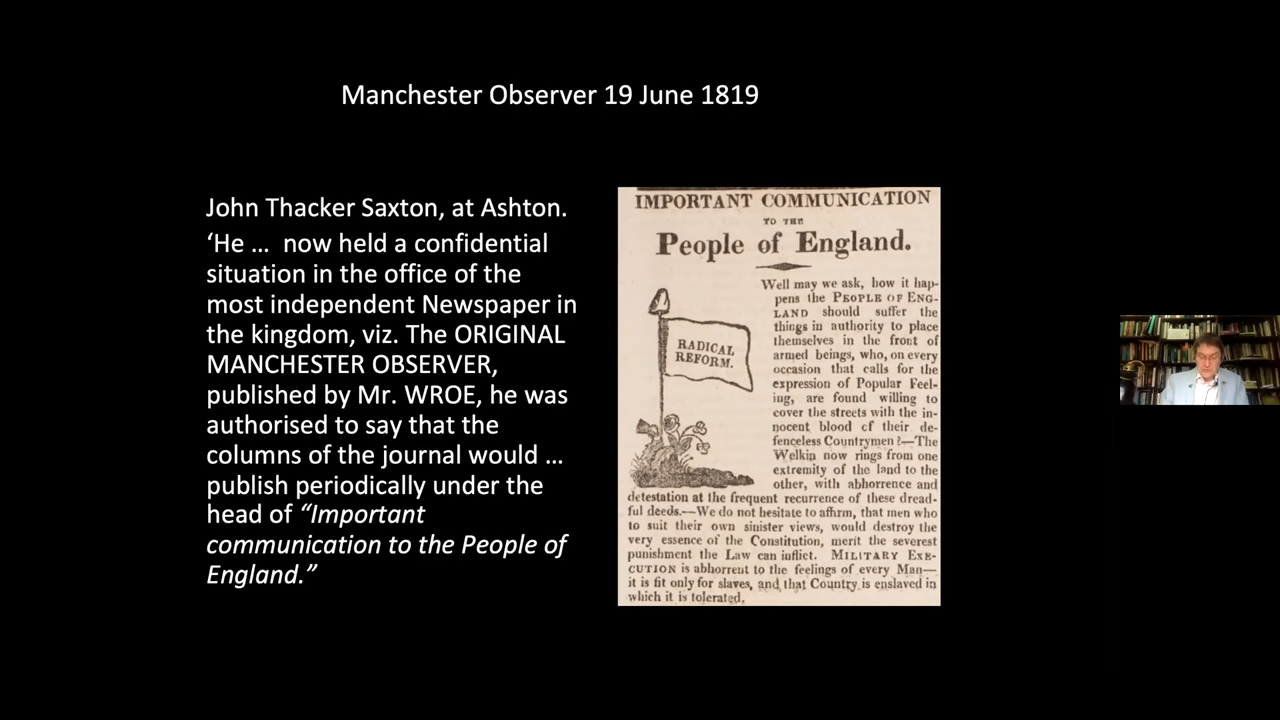 Manchester Observer 19 June 1819
John Thacker Saxton, at Ashton.
‘He … now held a confidential
situation in the office of the
most independent Newspaper in
the kingdom, viz. The ORIGINAL
MANCHESTER OBSERVER,
published by Mr. WROE, he was
authorised to say that the
columns of the journal would …
publish periodically under the
head of “Important
communication to the People of
England.”
IMPORTANT COMMUNICATION
TO THE
People of England.
RADICAL
REFORM.
Well may we ask, how it hap-
pens the PEOPLE OF ENG-
LAND should suffer the
things in authority to place
themselves in the front of
armed beings, who, on every
occasion that calls for the
expression of Popular Feel-
ing, are found willing to
cover the streets with the in-
nocent blood of their de-
fenceless Countrymen ?—The
Welkin now rings from one
extremity of the land to the
other, with abhorrence and
detestation at the frequent recurrence of these dread-
ful deeds.—We do not hesitate to affirm, that men who
to suit their own sinister views, would destroy the
very essence of the Constitution, merit the severest
punishment the Law can inflict. MILITARY EXE-
CUTION is abhorrent to the feelings of every Man—
it is fit only for slaves, and that Country is enslaved in
which it is tolerated.